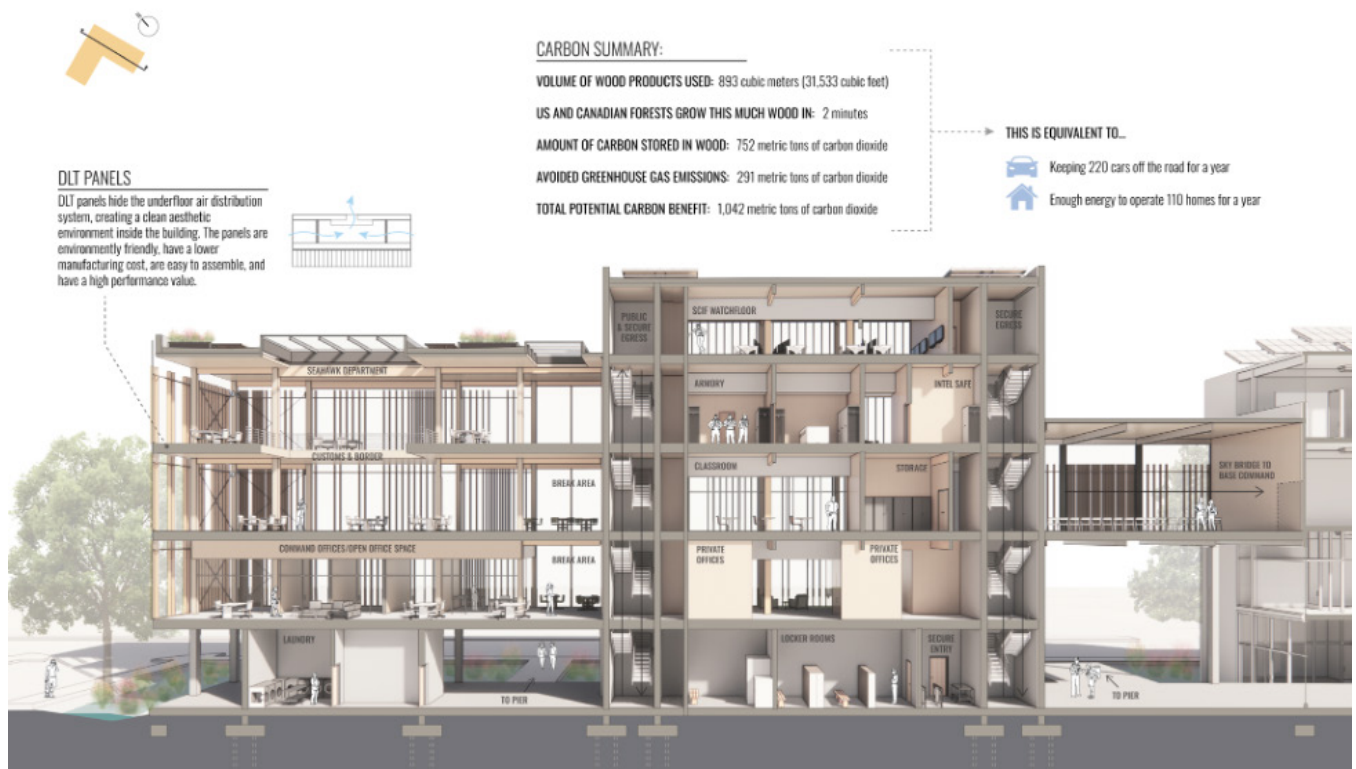 CARBON SUMMARY:
VOLUME OF WOOD PRODUCTS USED: 893 cubic meters (31,533 cubic feet)
US AND CANADIAN FORESTS GROW THIS MUCH WOOD IN: 2 minutes
AMOUNT OF CARBON STORED IN WOOD: 752 metric tons of carbon dioxide
AVOIDED GREENHOUSE GAS EMISSIONS: 291 metric tons of carbon dioxide
TOTAL POTENTIAL CARBON BENEFIT: 1,042 metric tons of carbon dioxide
THIS IS EQUIVALENT TO...
Keeping 220 cars off the road for a year
Enough energy to operate 110 homes for a year
DLT PANELS
DLT panels hide the underfloor air distribution
system, creating a clean aesthetic
environment inside the building. The panels are
environmently friendly, have a lower
manufacturing cost, are easy to assemble, and
have a high performance value.
PUBLIC
& SECURE
EGRESS
SCIF WATCHFLOOR
SECURE
EGRESS
SEAHAWK DEPARTMENT
ARMORY
INTEL SAFE
CUSTOMS & BORDER
BREAK AREA
CLASSROOM
STORAGE
SKY BRIDGE TO
BASE COMMAND
COMMAND OFFICES/OPEN OFFICE SPACE
BREAK AREA
PRIVATE
OFFICES
PRIVATE
OFFICES
LAUNDRY
TO PIER
LOCKER ROOMS
SECURE
ENTRY
TO PIER